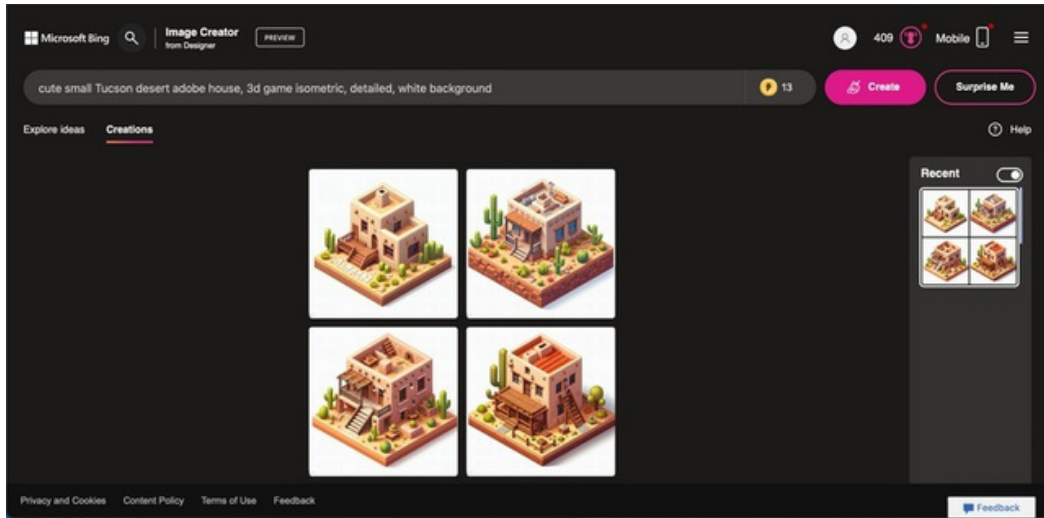 Microsoft Bing
Image Creator
from Designer
PREVIEW
409
Mobile
cute small Tucson desert adobe house, 3d game isometric, detailed, white background
13
Create
Surprise Me
Explore ideas
Creations
Help
Recent
Privacy and Cookies
Content Policy
Terms of Use
Feedback
Feedback